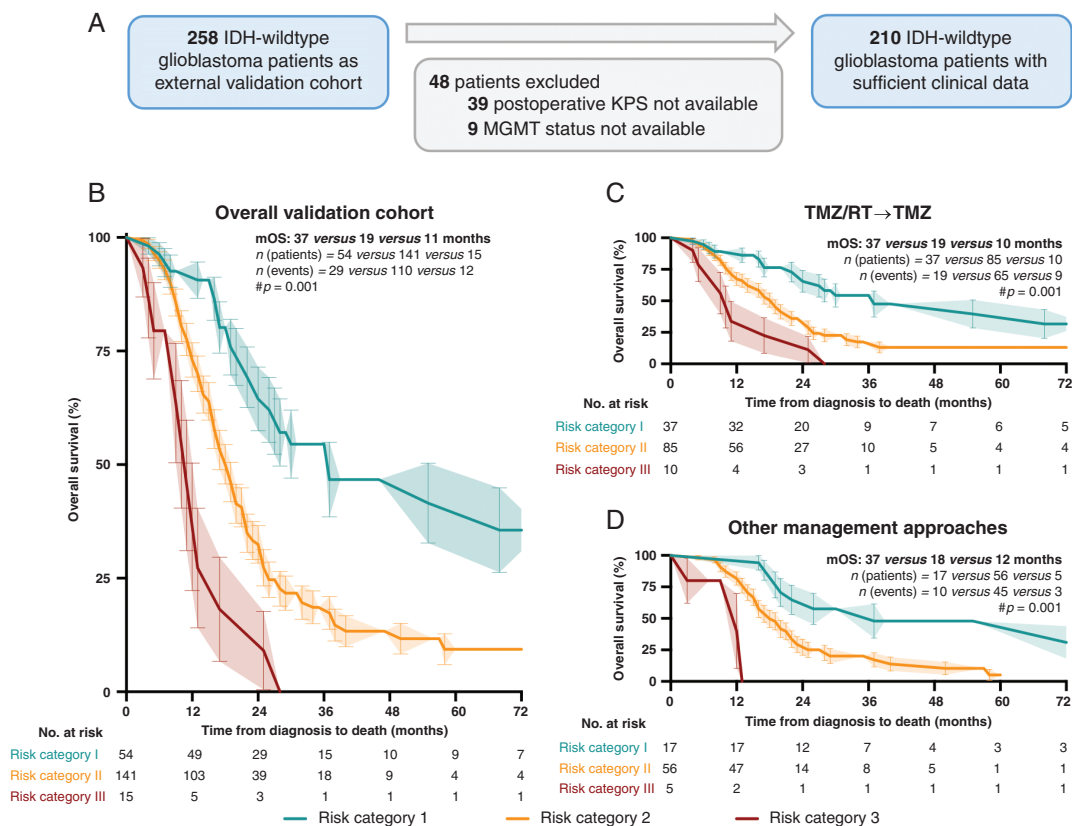 A
258 IDH-wildtype
glioblastoma patients as
external validation cohort
48 patients excluded
39 postoperative KPS not available
9 MGMT status not available
210 IDH-wildtype
glioblastoma patients with
sufficient clinical data
B
Overall validation cohort
mOS: 37 versus 19 versus 11 months
n (patients) = 54 versus 141 versus 15
n (events) = 29 versus 110 versus 12
#p = 0.001
Overall survival (%)
100
75
50
25
0
0 12 24 36 48 60 72
No. at risk
Time from diagnosis to death (months)
Risk category I 54 49 29 15 10 9 7
Risk category II 141 103 39 18 9 4 4
Risk category III 15 5 3 1 1 1 1
C
TMZ/RT→TMZ
mOS: 37 versus 19 versus 10 months
n (patients) = 37 versus 85 versus 10
n (events) = 19 versus 65 versus 9
#p = 0.001
Overall survival (%)
100
75
50
25
0
0 12 24 36 48 60 72
No. at risk
Time from diagnosis to death (months)
Risk category I 37 32 20 9 7 6 5
Risk category II 85 56 27 10 5 4 4
Risk category III 10 4 3 1 1 1 1
D
Other management approaches
mOS: 37 versus 18 versus 12 months
n (patients) = 17 versus 56 versus 5
n (events) = 10 versus 45 versus 3
#p = 0.001
Overall survival (%)
100
75
50
25
0
0 12 24 36 48 60 72
No. at risk
Time from diagnosis to death (months)
Risk category I 17 17 12 7 4 3 3
Risk category II 56 47 14 8 5 1 1
Risk category III 5 2 1 1 1 1 1
Risk category 1 Risk category 2 Risk category 3